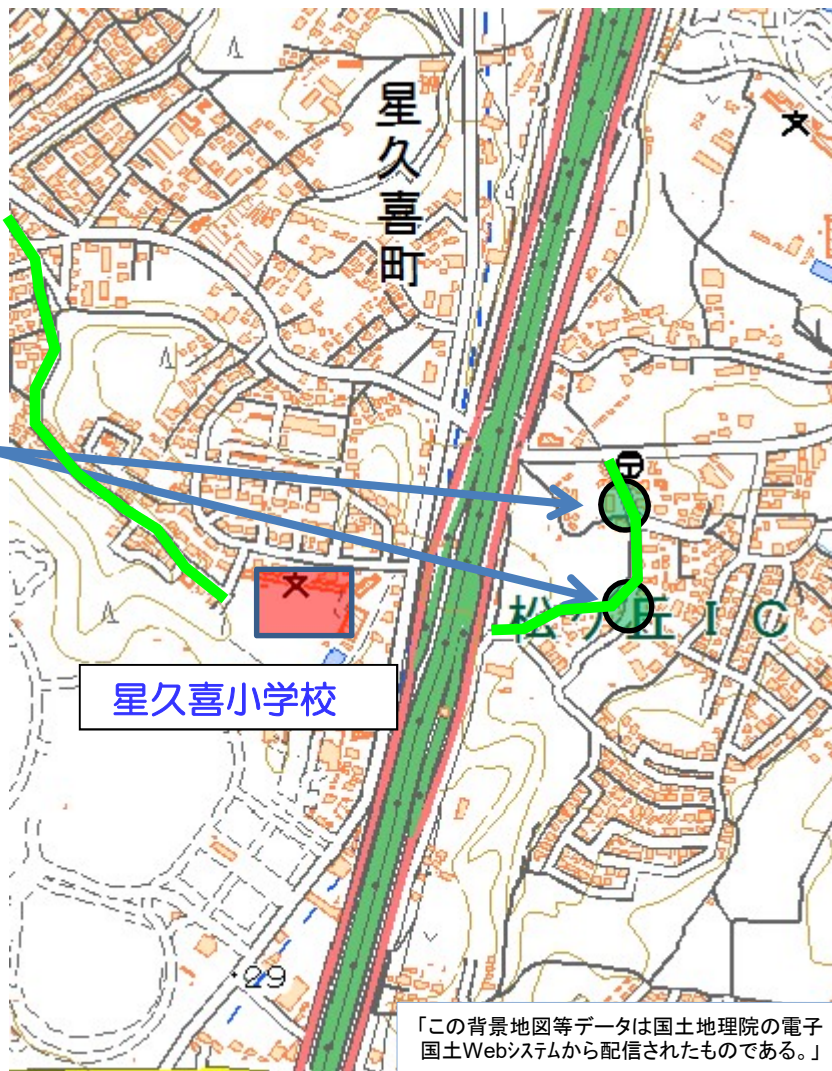 星久喜町
松ケ丘IC
星久喜小学校
・29
「この背景地図等データは国土地理院の電子
国土Webシステムから配信されたものである。」